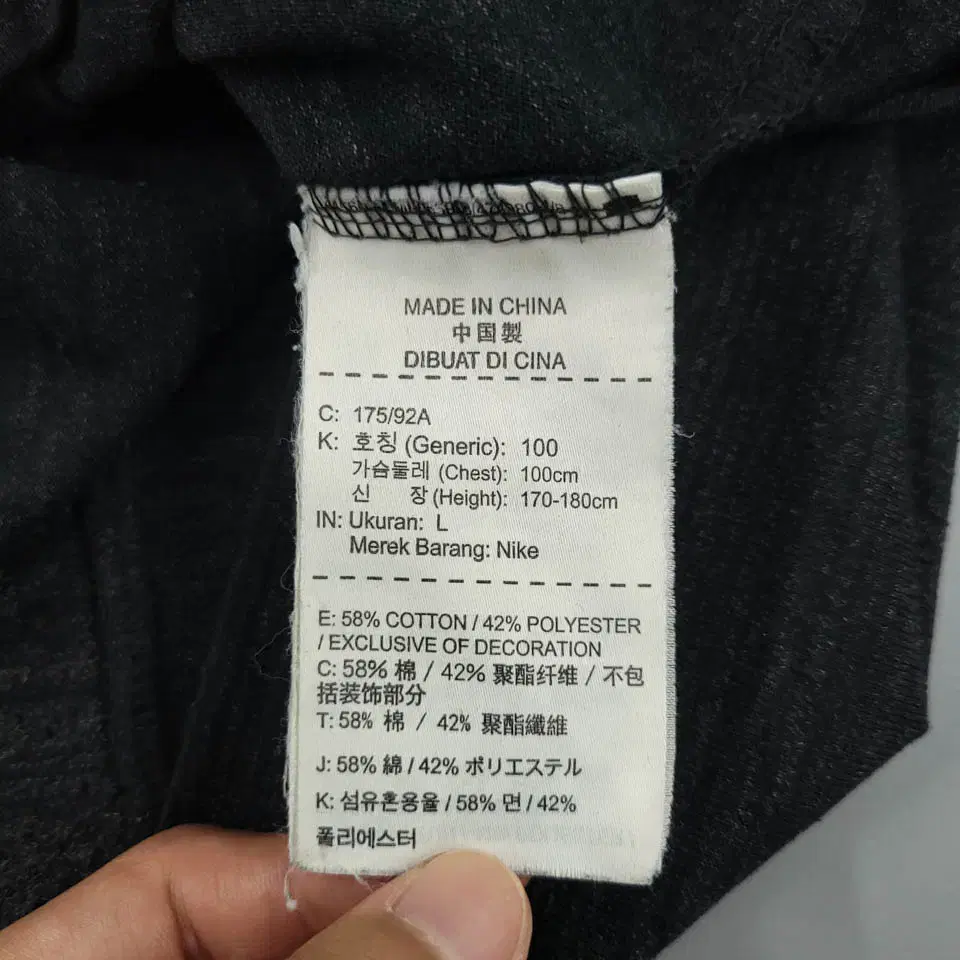 MADE IN CHINA
中国製
DIBUAT DI CINA
C: 175/92A
K: 호칭 (Generic): 100
가슴둘레 (Chest): 100cm
신 장 (Height): 170-180cm
IN: Ukuran: L
Merek Barang: Nike
E: 58% COTTON / 42% POLYESTER
/ EXCLUSIVE OF DECORATION
C: 58% 棉 / 42% 聚酯纤维 / 不包
括装饰部分
T: 58% 棉 / 42% 聚酯纖維
J: 58% 綿 / 42% ポリエステル
K: 섬유혼용율 / 58% 면 / 42%
폴리에스터